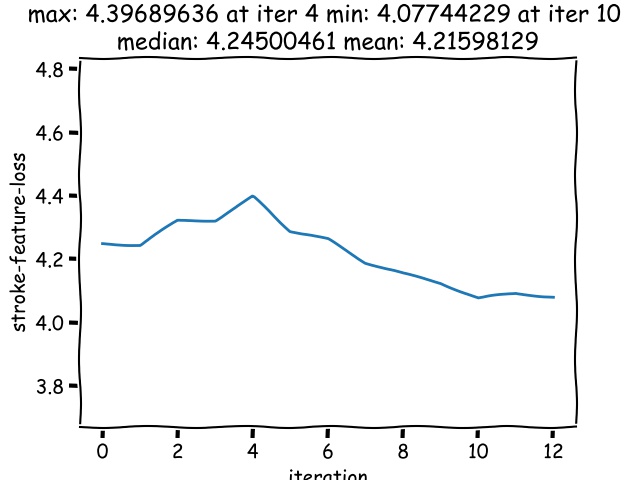 max: 4.39689636 at iter 4 min: 4.07744229 at iter 10
median: 4.24500461 mean: 4.21598129
4.8
4.6
4.4
4.2
4.0
3.8
stroke-feature-loss
0 2 4 6 8 10 12
iteration